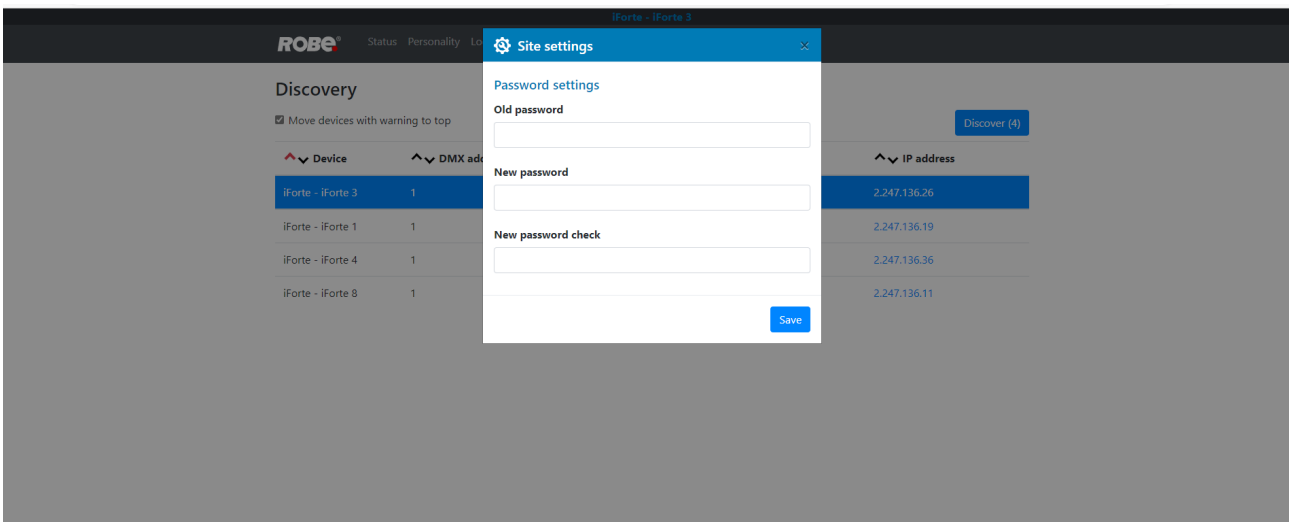 iForte - iForte 3
ROBE®
Status Personality Lo
Site settings ×
Discovery
Password settings
Old password
Move devices with warning to top
Discover (4)
Device DMX add IP address
New password
iForte - iForte 3 1 2.247.136.26
iForte - iForte 1 1 2.247.136.19
New password check
iForte - iForte 4 1 2.247.136.36
iForte - iForte 8 1 2.247.136.11
Save